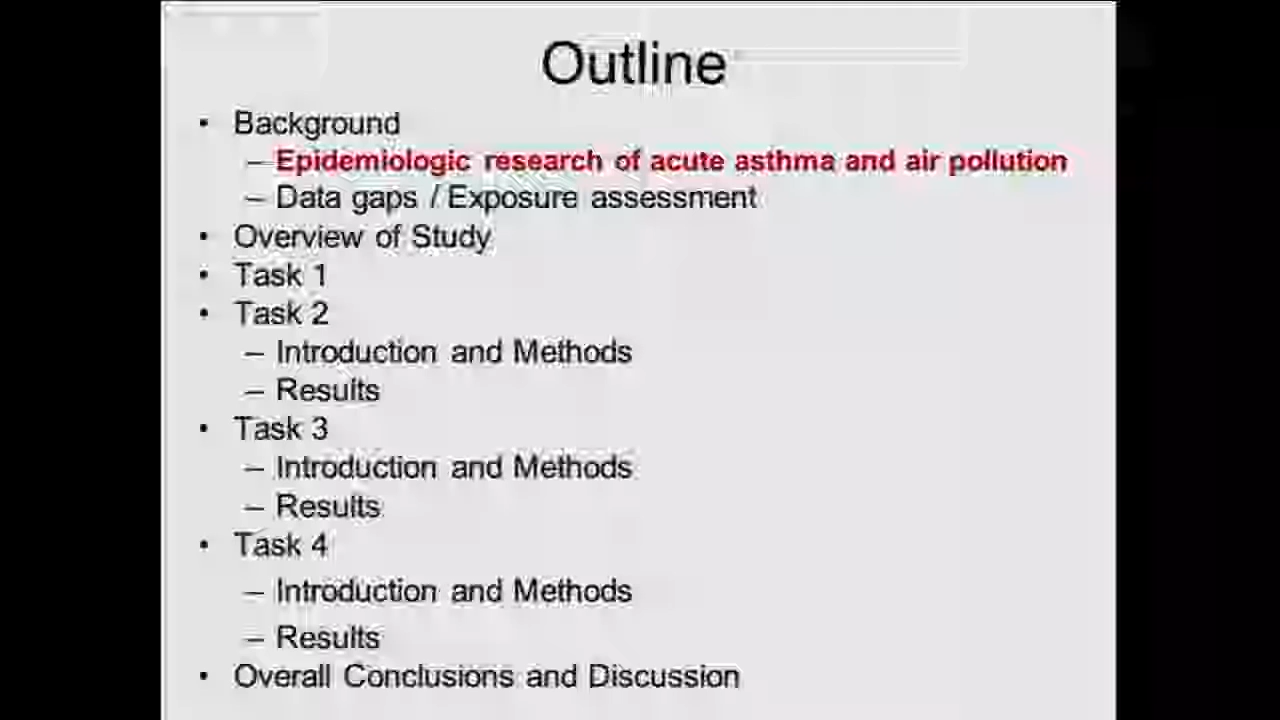 Outline
• Background
– Epidemiologic research of acute asthma and air pollution
– Data gaps / Exposure assessment
• Overview of Study
• Task 1
• Task 2
– Introduction and Methods
– Results
• Task 3
– Introduction and Methods
– Results
• Task 4
– Introduction and Methods
– Results
• Overall Conclusions and Discussion